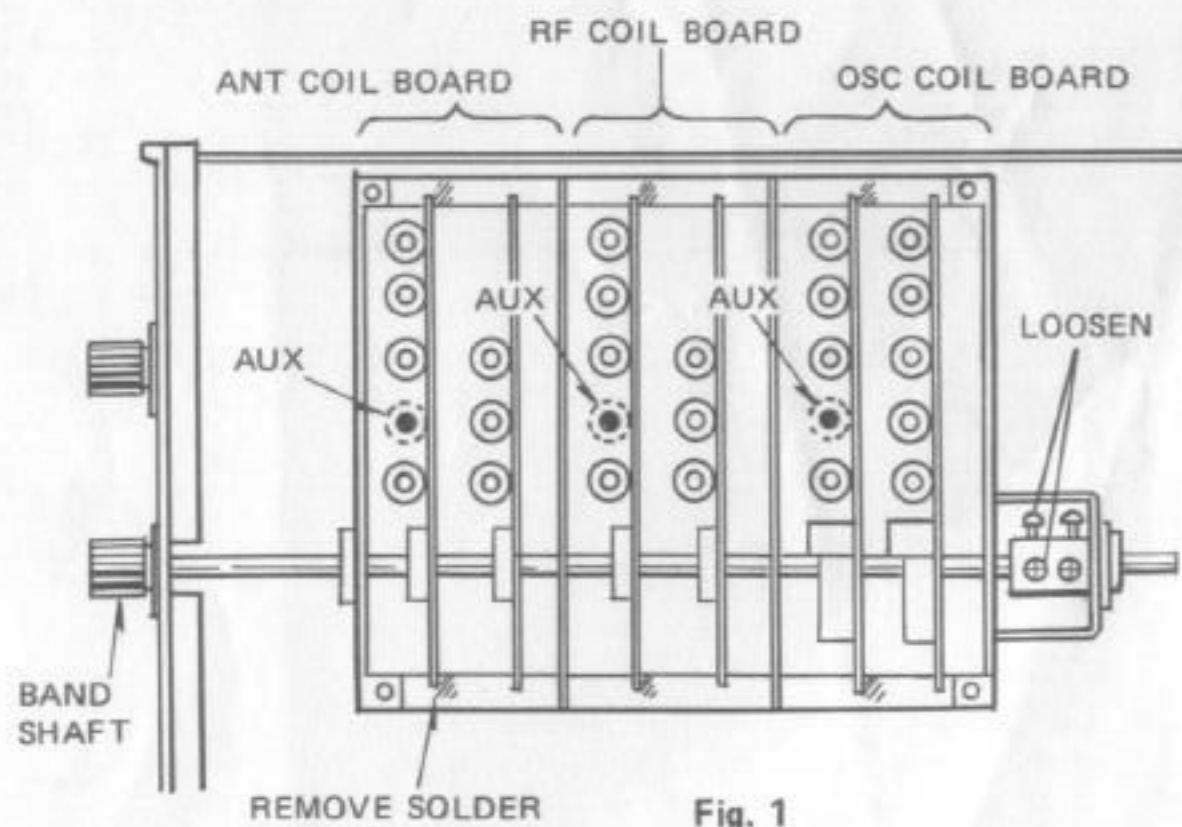 RF COIL BOARD
ANT COIL BOARD
OSC COIL BOARD
AUX
AUX
LOOSEN
AUX
BAND
SHAFT
REMOVE SOLDER
Fig. 1